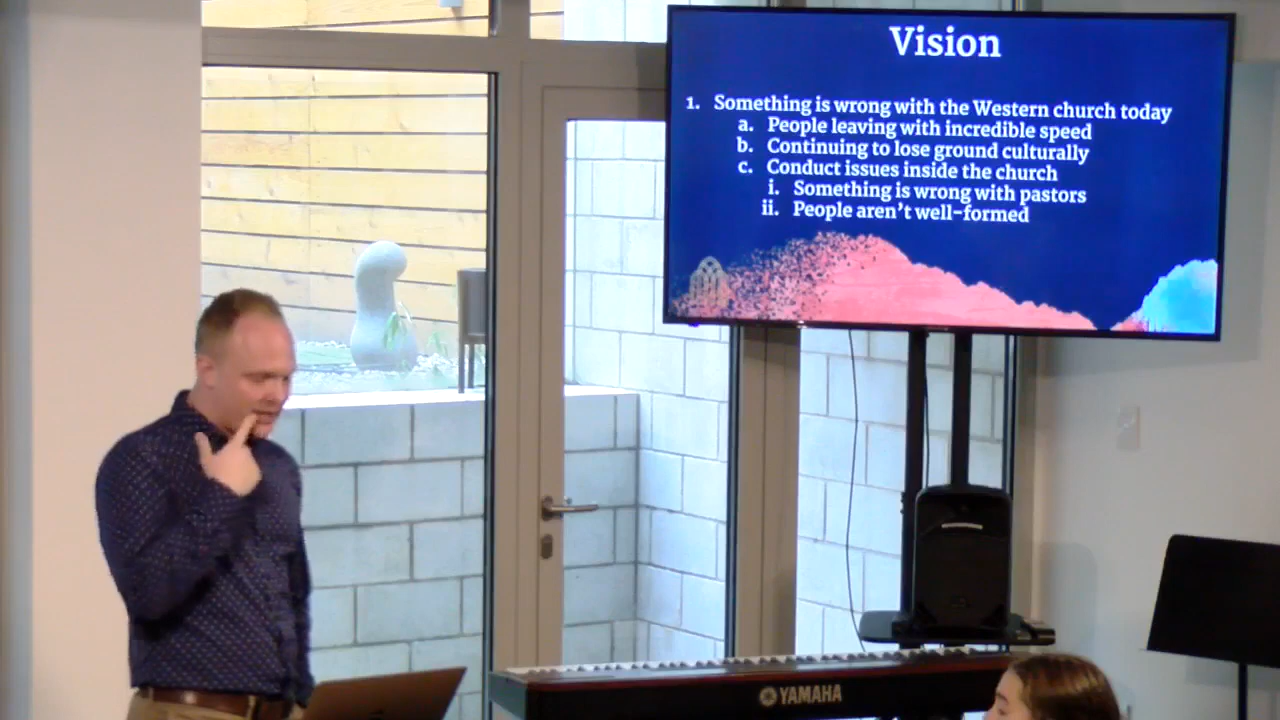 Vision
1. Something is wrong with the Western church today
a. People leaving with incredible speed
b. Continuing to lose ground culturally
c. Conduct issues inside the church
i. Something is wrong with pastors
ii. People aren't well-formed
YAMAHA